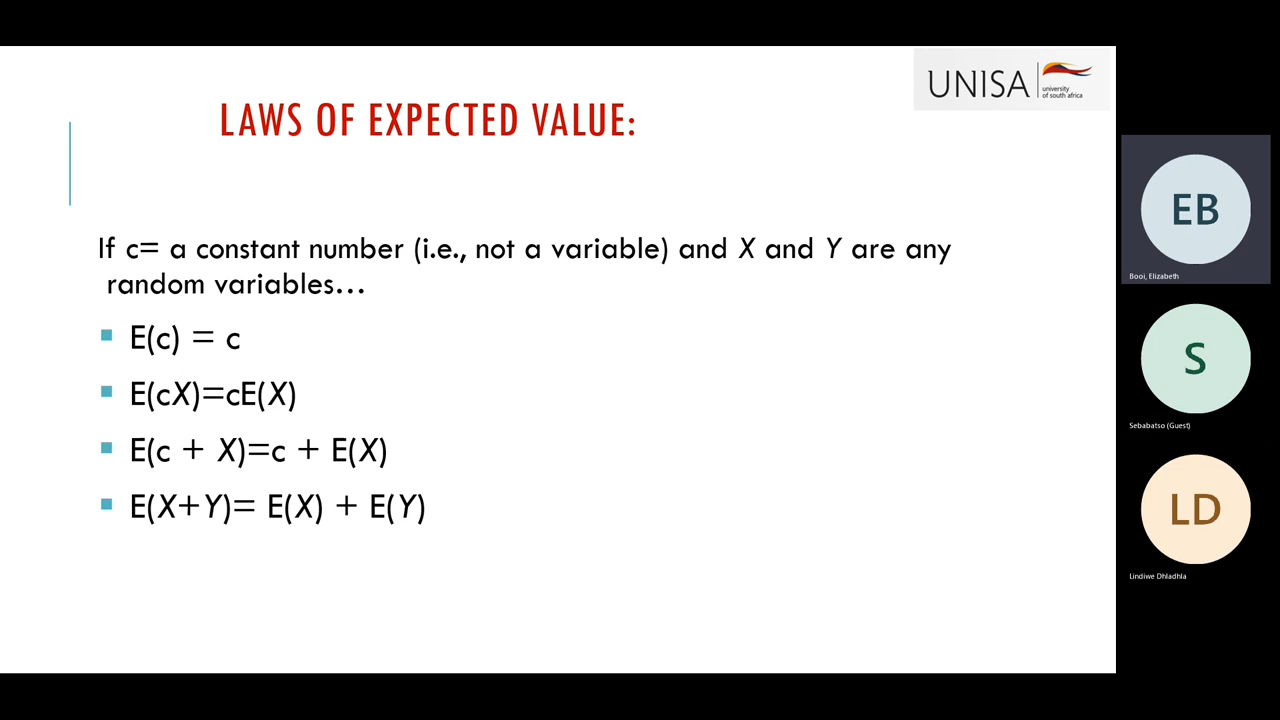 UNISA
university
of south africa
LAWS OF EXPECTED VALUE:
If c= a constant number (i.e., not a variable) and X and Y are any
random variables…
▪ E(c) = c
▪ E(cX)=cE(X)
▪ E(c + X)=c + E(X)
▪ E(X+Y)= E(X) + E(Y)
EB
Booi, Elizabeth
S
Sebabatso (Guest)
LD
Lindiwe Dhladhla